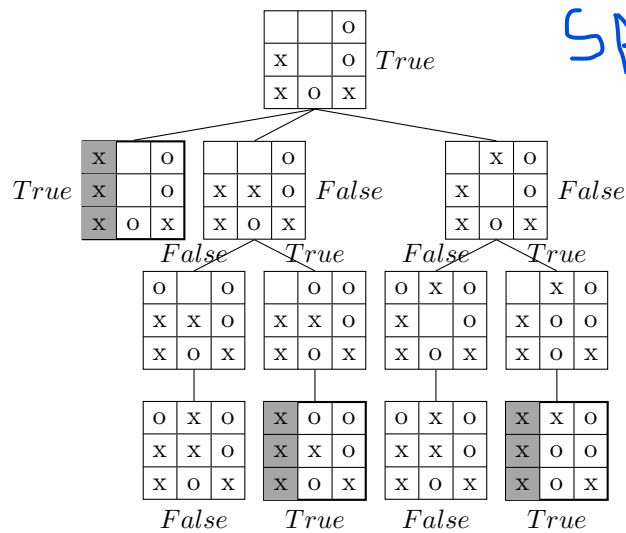 o
x o True
x o x
x o o x o
True x o x x o False x o False
x o x x o x x o x
False True False True
o o o o o x o x o
x x o x x o x o x o o
x o x x o x x o x x o x
o x o x o o o x o x x o
x x o x x o x x o x o o
x o x x o x x o x x o x
False True False True